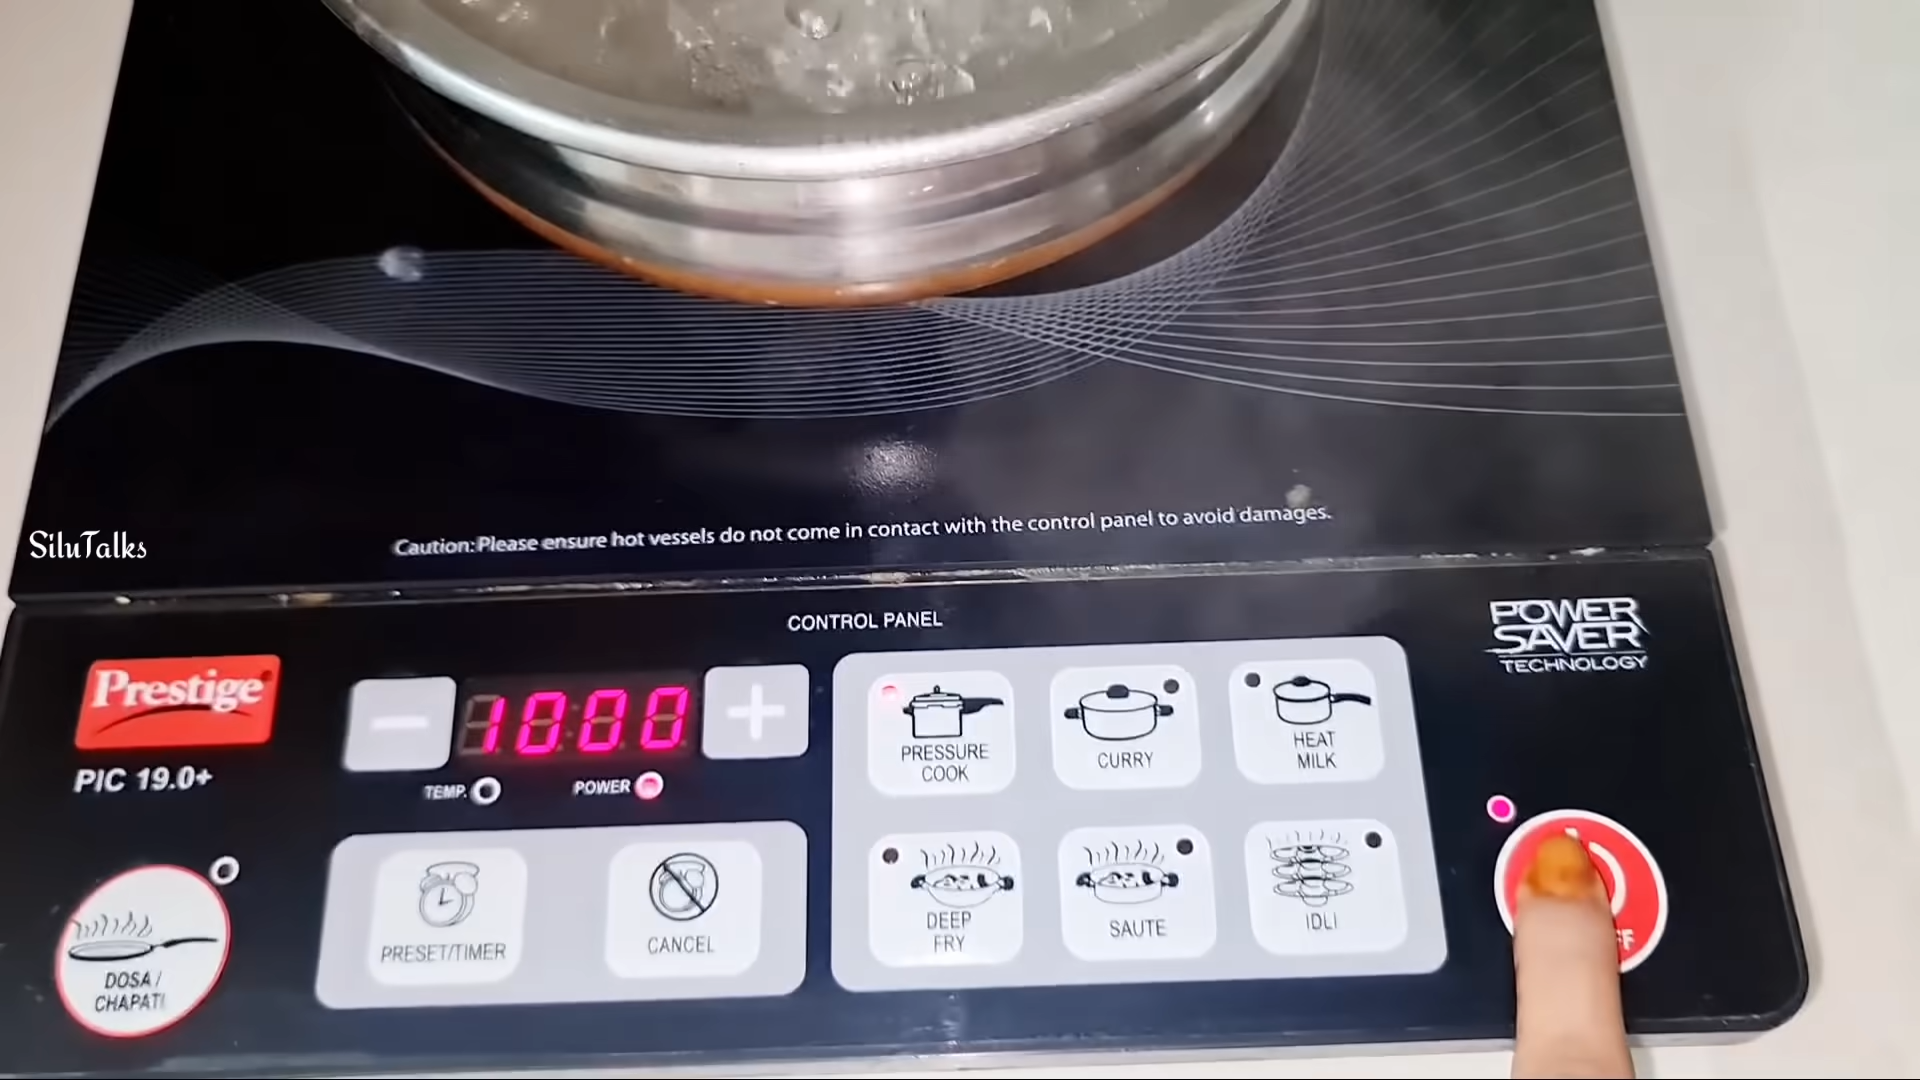 Caution:Please ensure hot vessels do not come in contact with the control panel to avoid damages.
SiluTalks
CONTROL PANEL
POWER
SAVER
TECHNOLOGY
Prestige
PIC 19.0+
1000
TEMP.
POWER
PRESSURE
COOK
CURRY
HEAT
MILK
PRESET/TIMER
CANCEL
DEEP
FRY
SAUTE
IDLI
DOSA /
CHAPATI